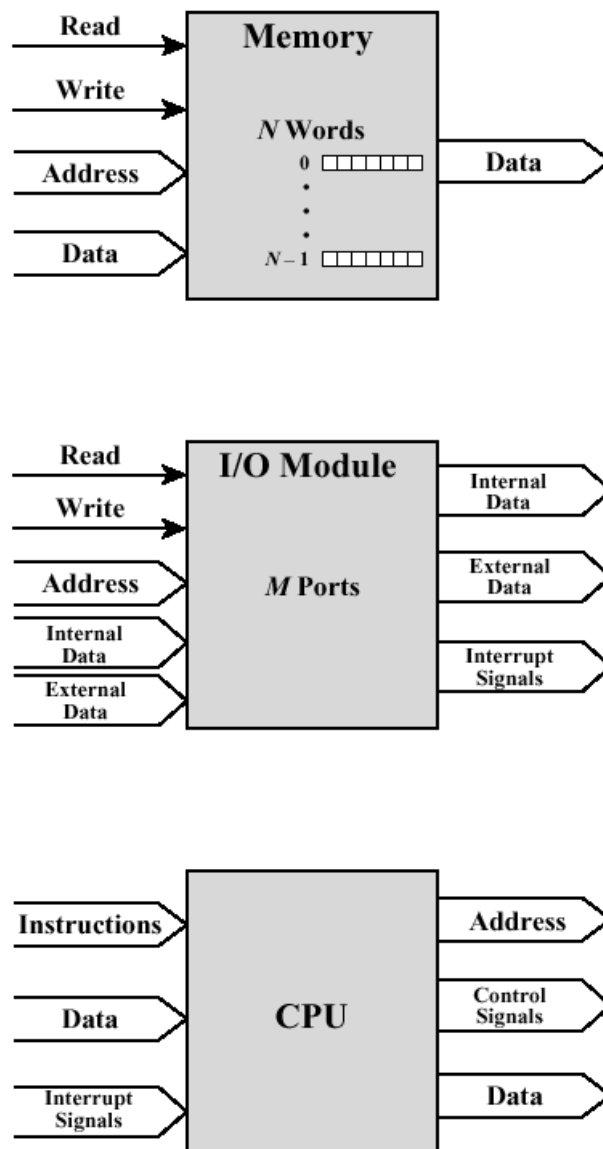 Read
Memory
Write
N Words
0
Address
Data
Data
N – 1
Read
I/O Module
Internal
Data
Write
Address
M Ports
External
Data
Internal
Data
Interrupt
Signals
External
Data
Instructions
Address
Data
CPU
Control
Signals
Interrupt
Signals
Data